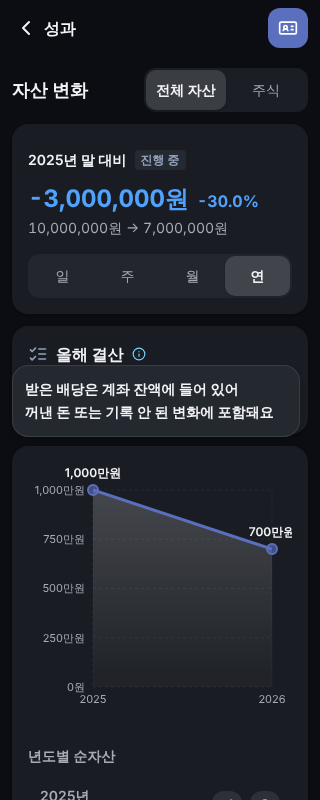 성과
자산 변화
전체 자산
주식
2025년 말 대비 진행 중
-3,000,000원 -30.0%
10,000,000원 → 7,000,000원
일
주
월
연
올해 결산
받은 배당은 계좌 잔액에 들어 있어
꺼낸 돈 또는 기록 안 된 변화에 포함돼요
1,000만원
1,000만원
700만원
750만원
500만원
250만원
0원
2025
2026
년도별 순자산
2025년